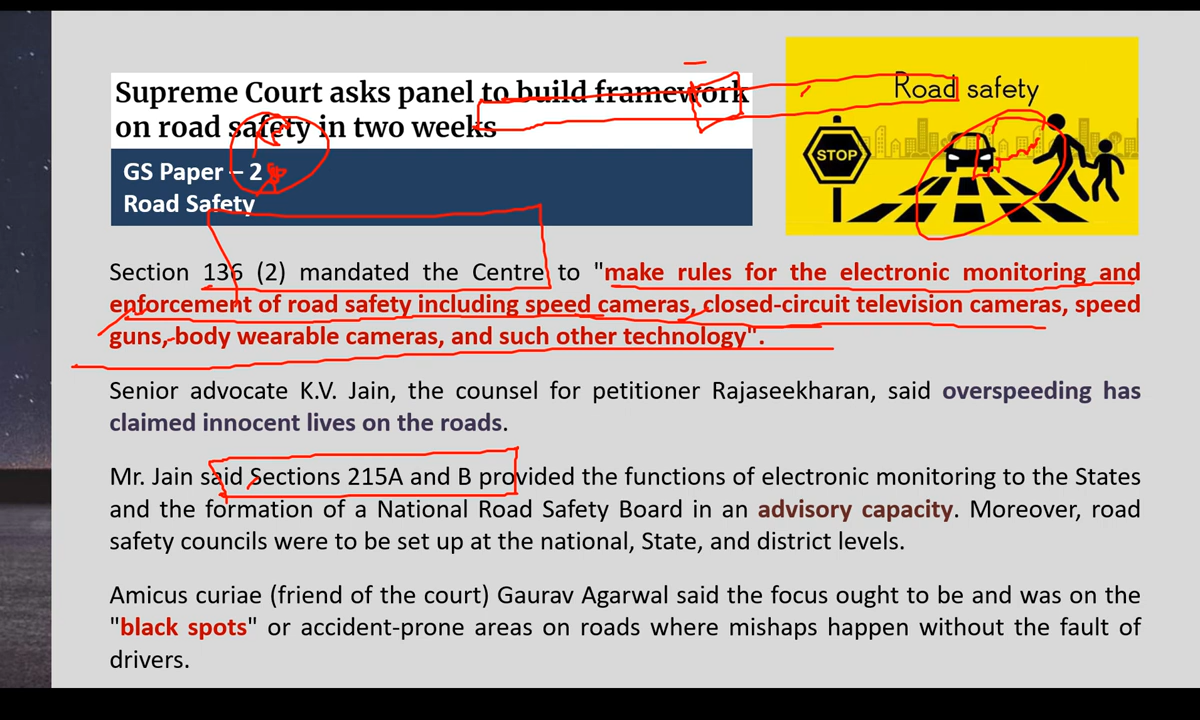 Supreme Court asks panel to build framework
on road safety in two weeks
GS Paper – 2
Road Safety
Road safety
STOP
Section 136 (2) mandated the Centre to "make rules for the electronic monitoring and
enforcement of road safety including speed cameras, closed-circuit television cameras, speed
guns, body wearable cameras, and such other technology".
Senior advocate K.V. Jain, the counsel for petitioner Rajaseekharan, said overspeeding has
claimed innocent lives on the roads.
Mr. Jain said Sections 215A and B provided the functions of electronic monitoring to the States
and the formation of a National Road Safety Board in an advisory capacity. Moreover, road
safety councils were to be set up at the national, State, and district levels.
Amicus curiae (friend of the court) Gaurav Agarwal said the focus ought to be and was on the
"black spots" or accident-prone areas on roads where mishaps happen without the fault of
drivers.